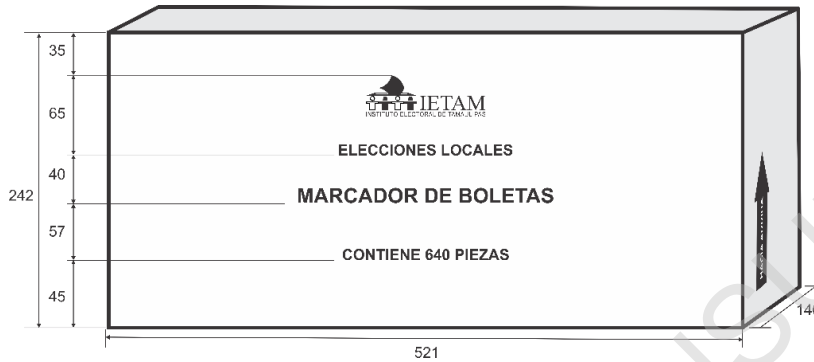 35
65
40
57
45
242
IETAM
INSTITUTO ELECTORAL DE TAMAULIPAS
ELECCIONES LOCALES
MARCADOR DE BOLETAS
CONTIENE 640 PIEZAS
521